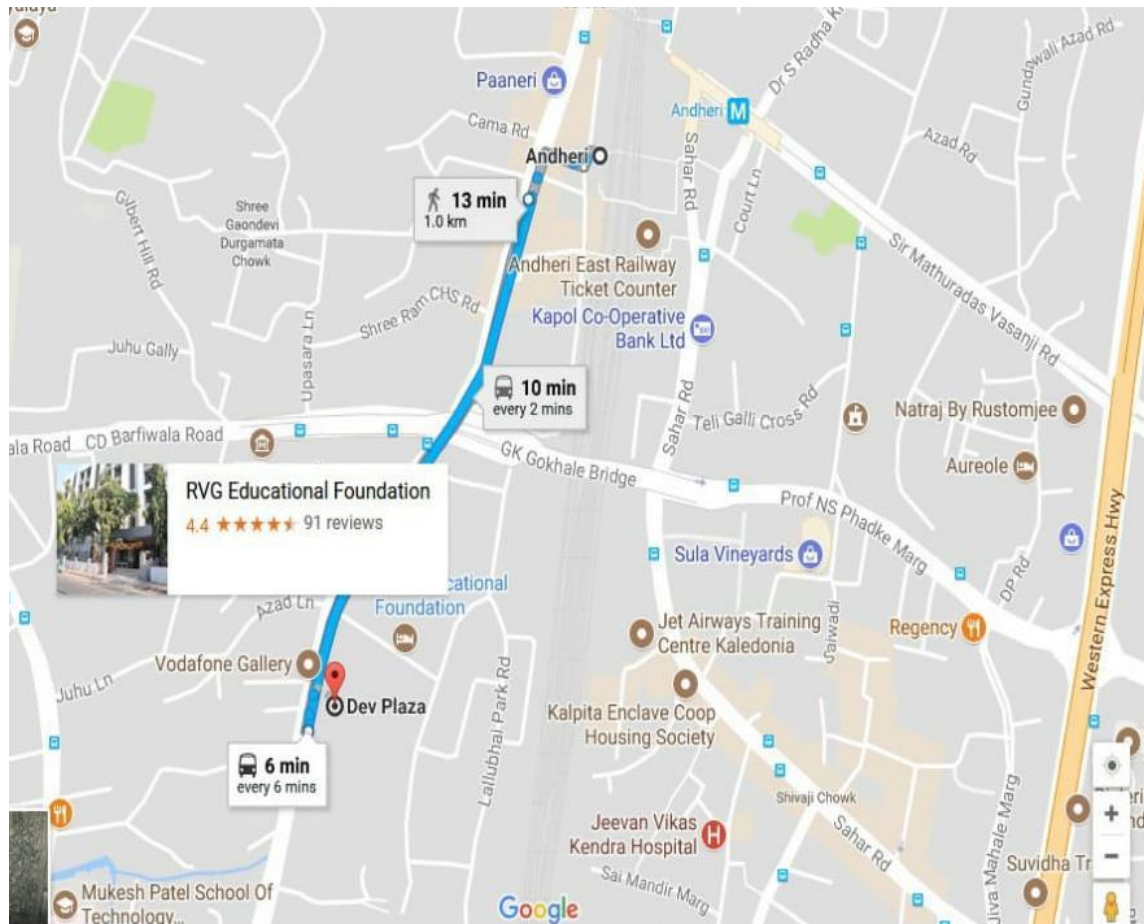 Paaneri
Cama Rd
Andheri
13 min
1.0 km
Andheri
M
Dr S Radha
Gundawali Azad Rd
Azad Rd
Sahar Rd
Court Ln
Gilbert Hill Rd
Shree
Gaondevi
Durgamata
Chowk
Andheri East Railway
Ticket Counter
Kapol Co-Operative
Bank Ltd
Sir Mathuradas Vasanji Rd
Shree Ram CHS Rd
Upasara Ln
Juhu Gally
10 min
every 2 mins
Sahar Rd
Teli Galli Cross Rd
Natraj By Rustomjee
Aureole
Road
CD Barfiwala Road
GK Gokhale Bridge
Prof NS Phadke Marg
Western Express Hwy
RVG Educational Foundation
4.4 ★★★★★ 91 reviews
Sula Vineyards
DP Rd
Azad Ln
Foundation
Jet Airways Training
Centre Kaledonia
Regency
Vodafone Gallery
Juhu Ln
Dev Plaza
Lallubhai Park Rd
Kalpita Enclave Coop
Housing Society
6 min
every 6 mins
Shivaji Chowk
Jeevan Vikas
Kendra Hospital
H
Sahar Rd
Sai Mandir Marg
Mahale Marg
Suvidha
Mukesh Patel School Of
Technology...
Google
+
−